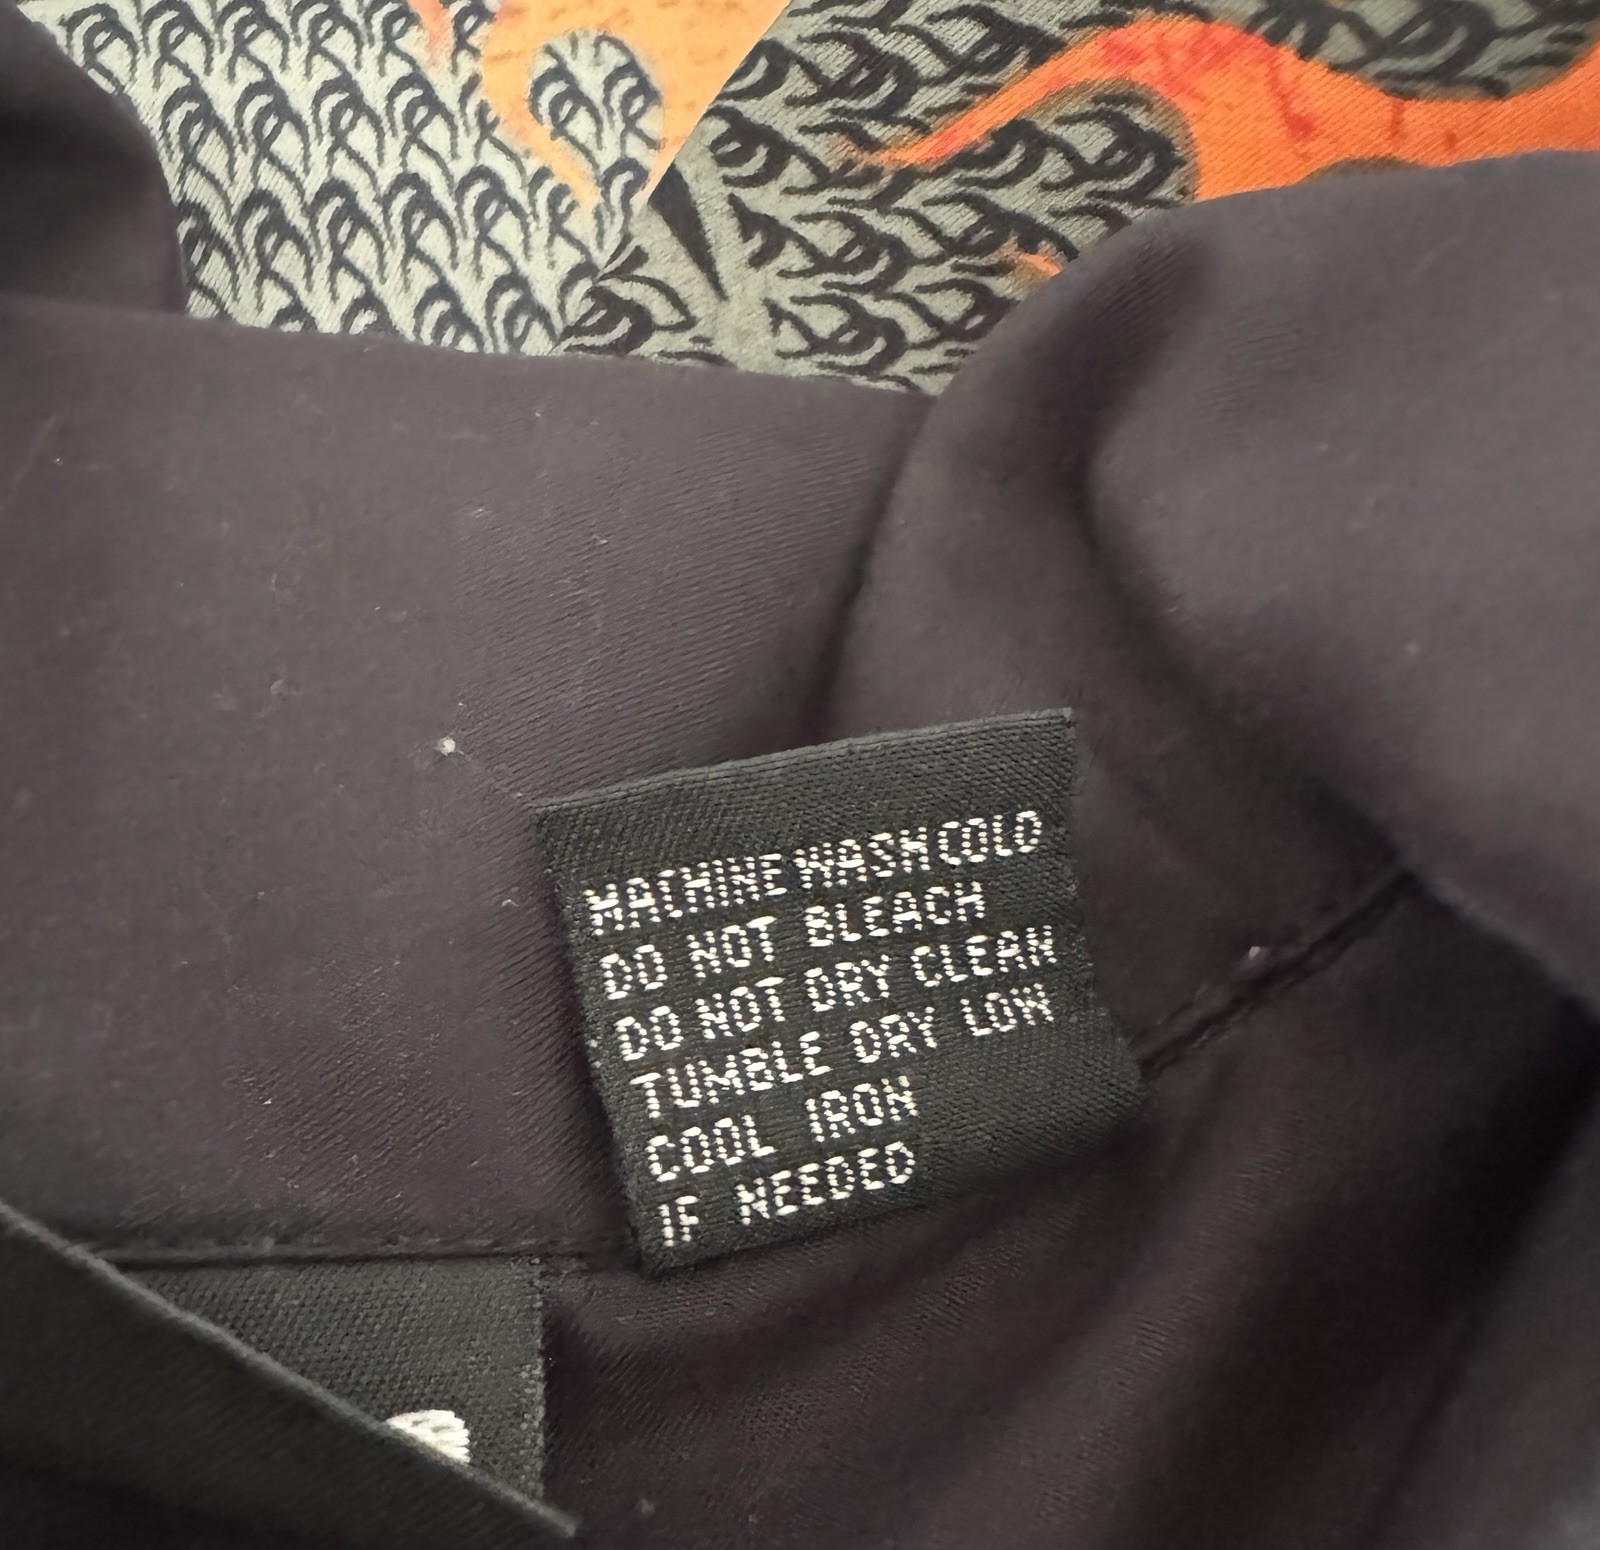 MACHINE WASH COLD
DO NOT BLEACH
DO NOT DRY CLEAN
TUMBLE DRY LOW
COOL IRON
IF NEEDED